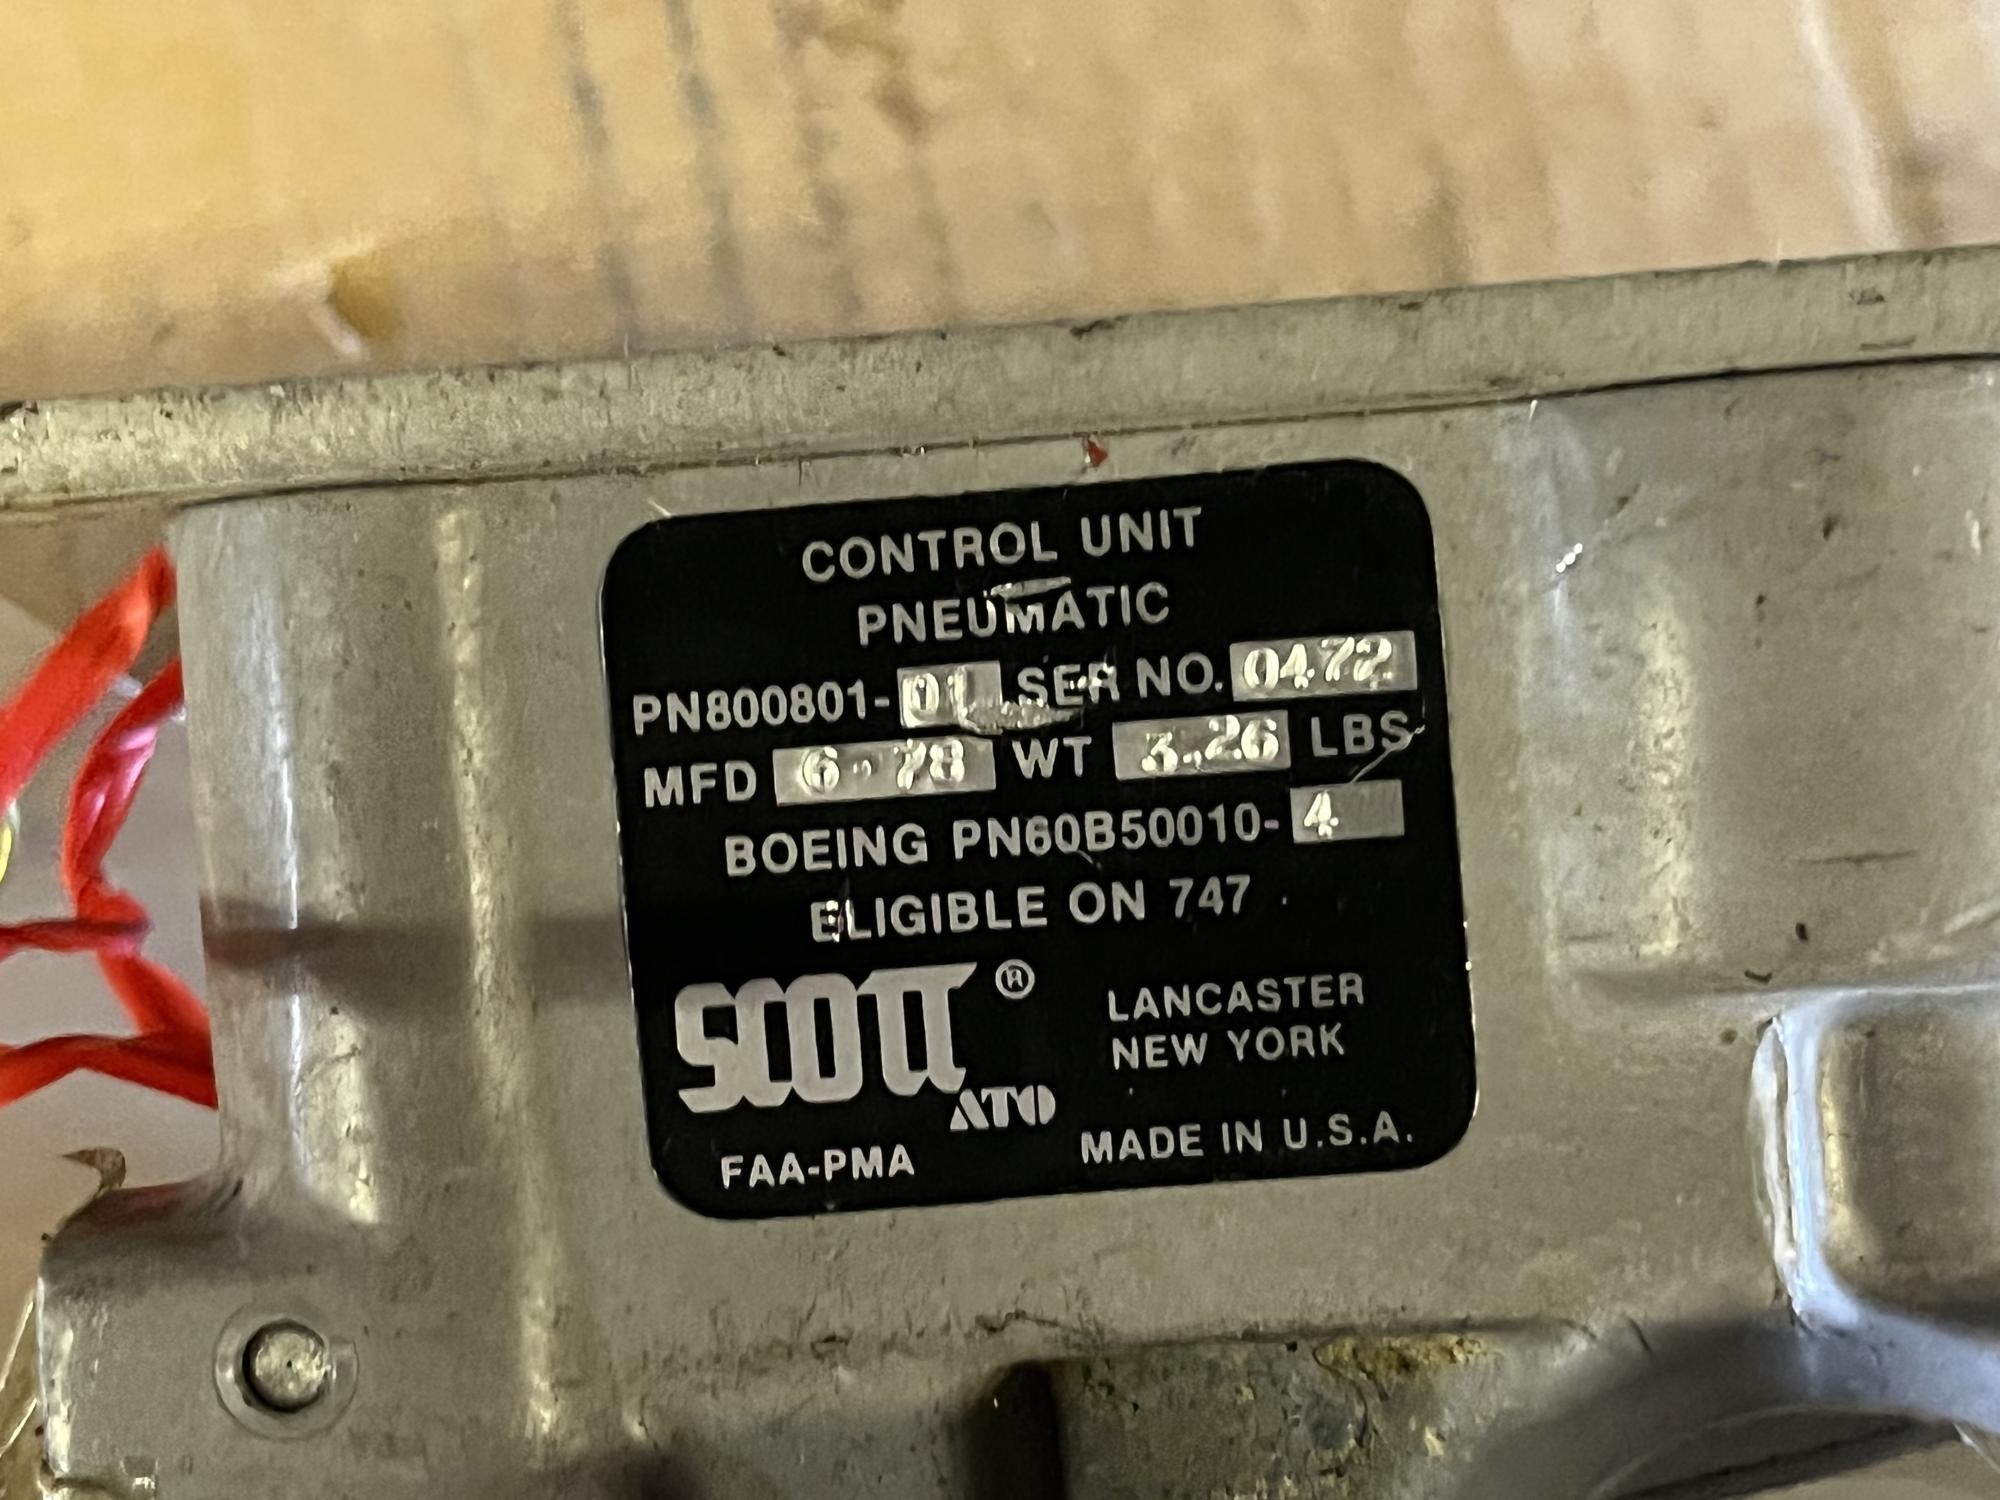 CONTROL UNIT
PNEUMATIC
PN800801-01 SER NO. 0472
MFD 6-78 WT 3.26 LBS
BOEING PN60B50010-4
ELIGIBLE ON 747
SCOTT®
ATO
LANCASTER
NEW YORK
FAA-PMA
MADE IN U.S.A.